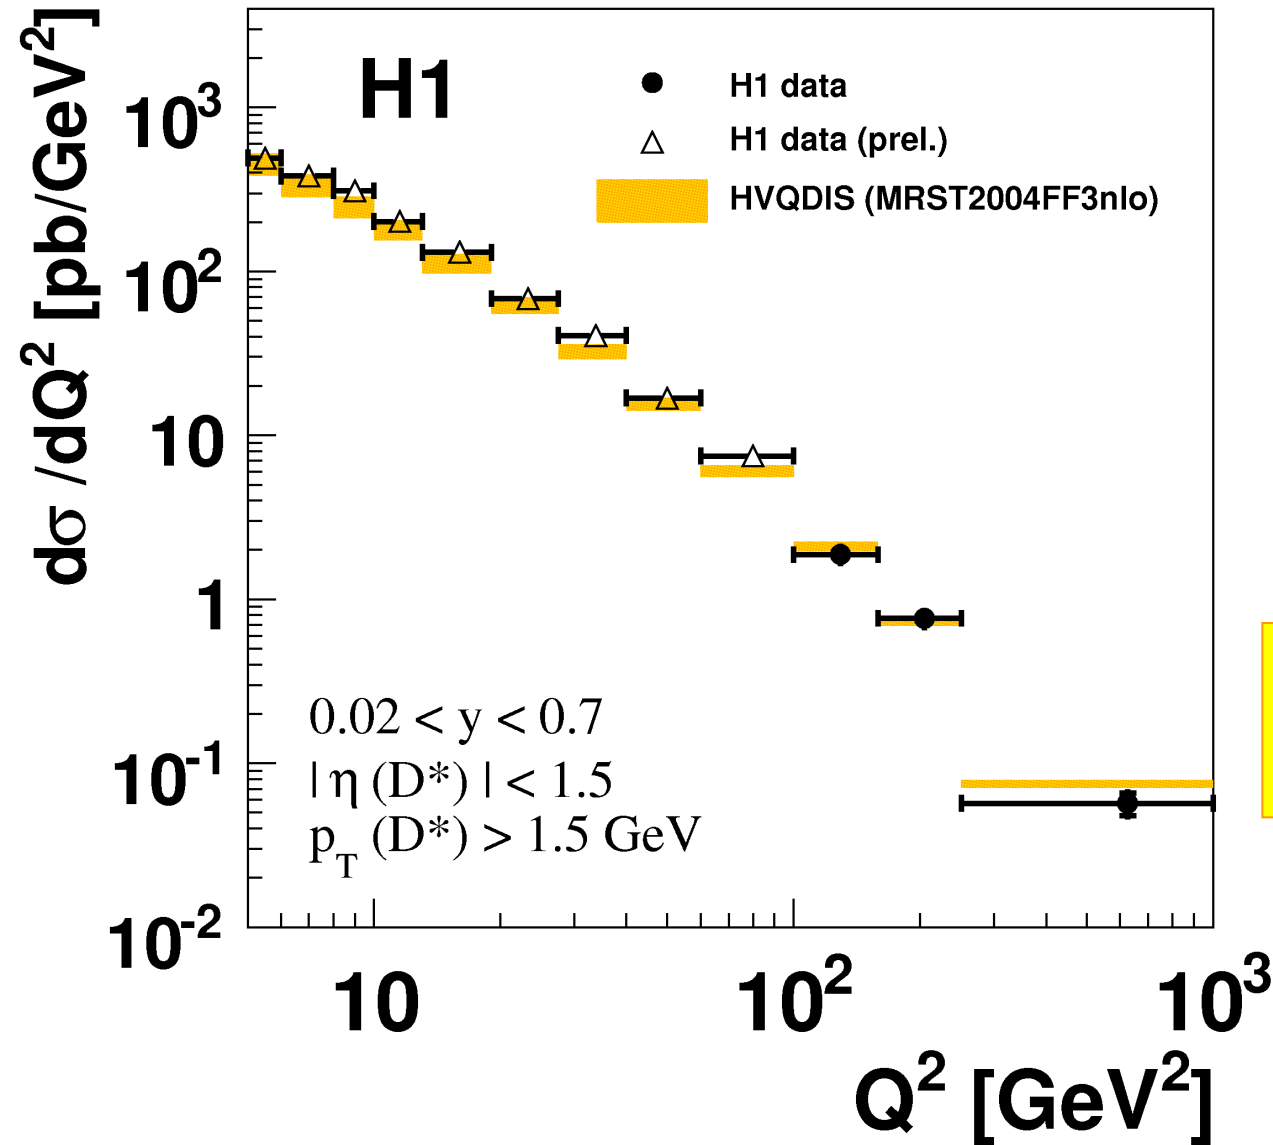 H1
H1 data
H1 data (prel.)
HVQDIS (MRST2004FF3nlo)
dσ /dQ² [pb/GeV²]
10³
10²
10
1
10⁻¹
10⁻²
0.02 < y < 0.7
| η (D*) | < 1.5
p_T (D*) > 1.5 GeV
10
10²
10³
Q² [GeV²]